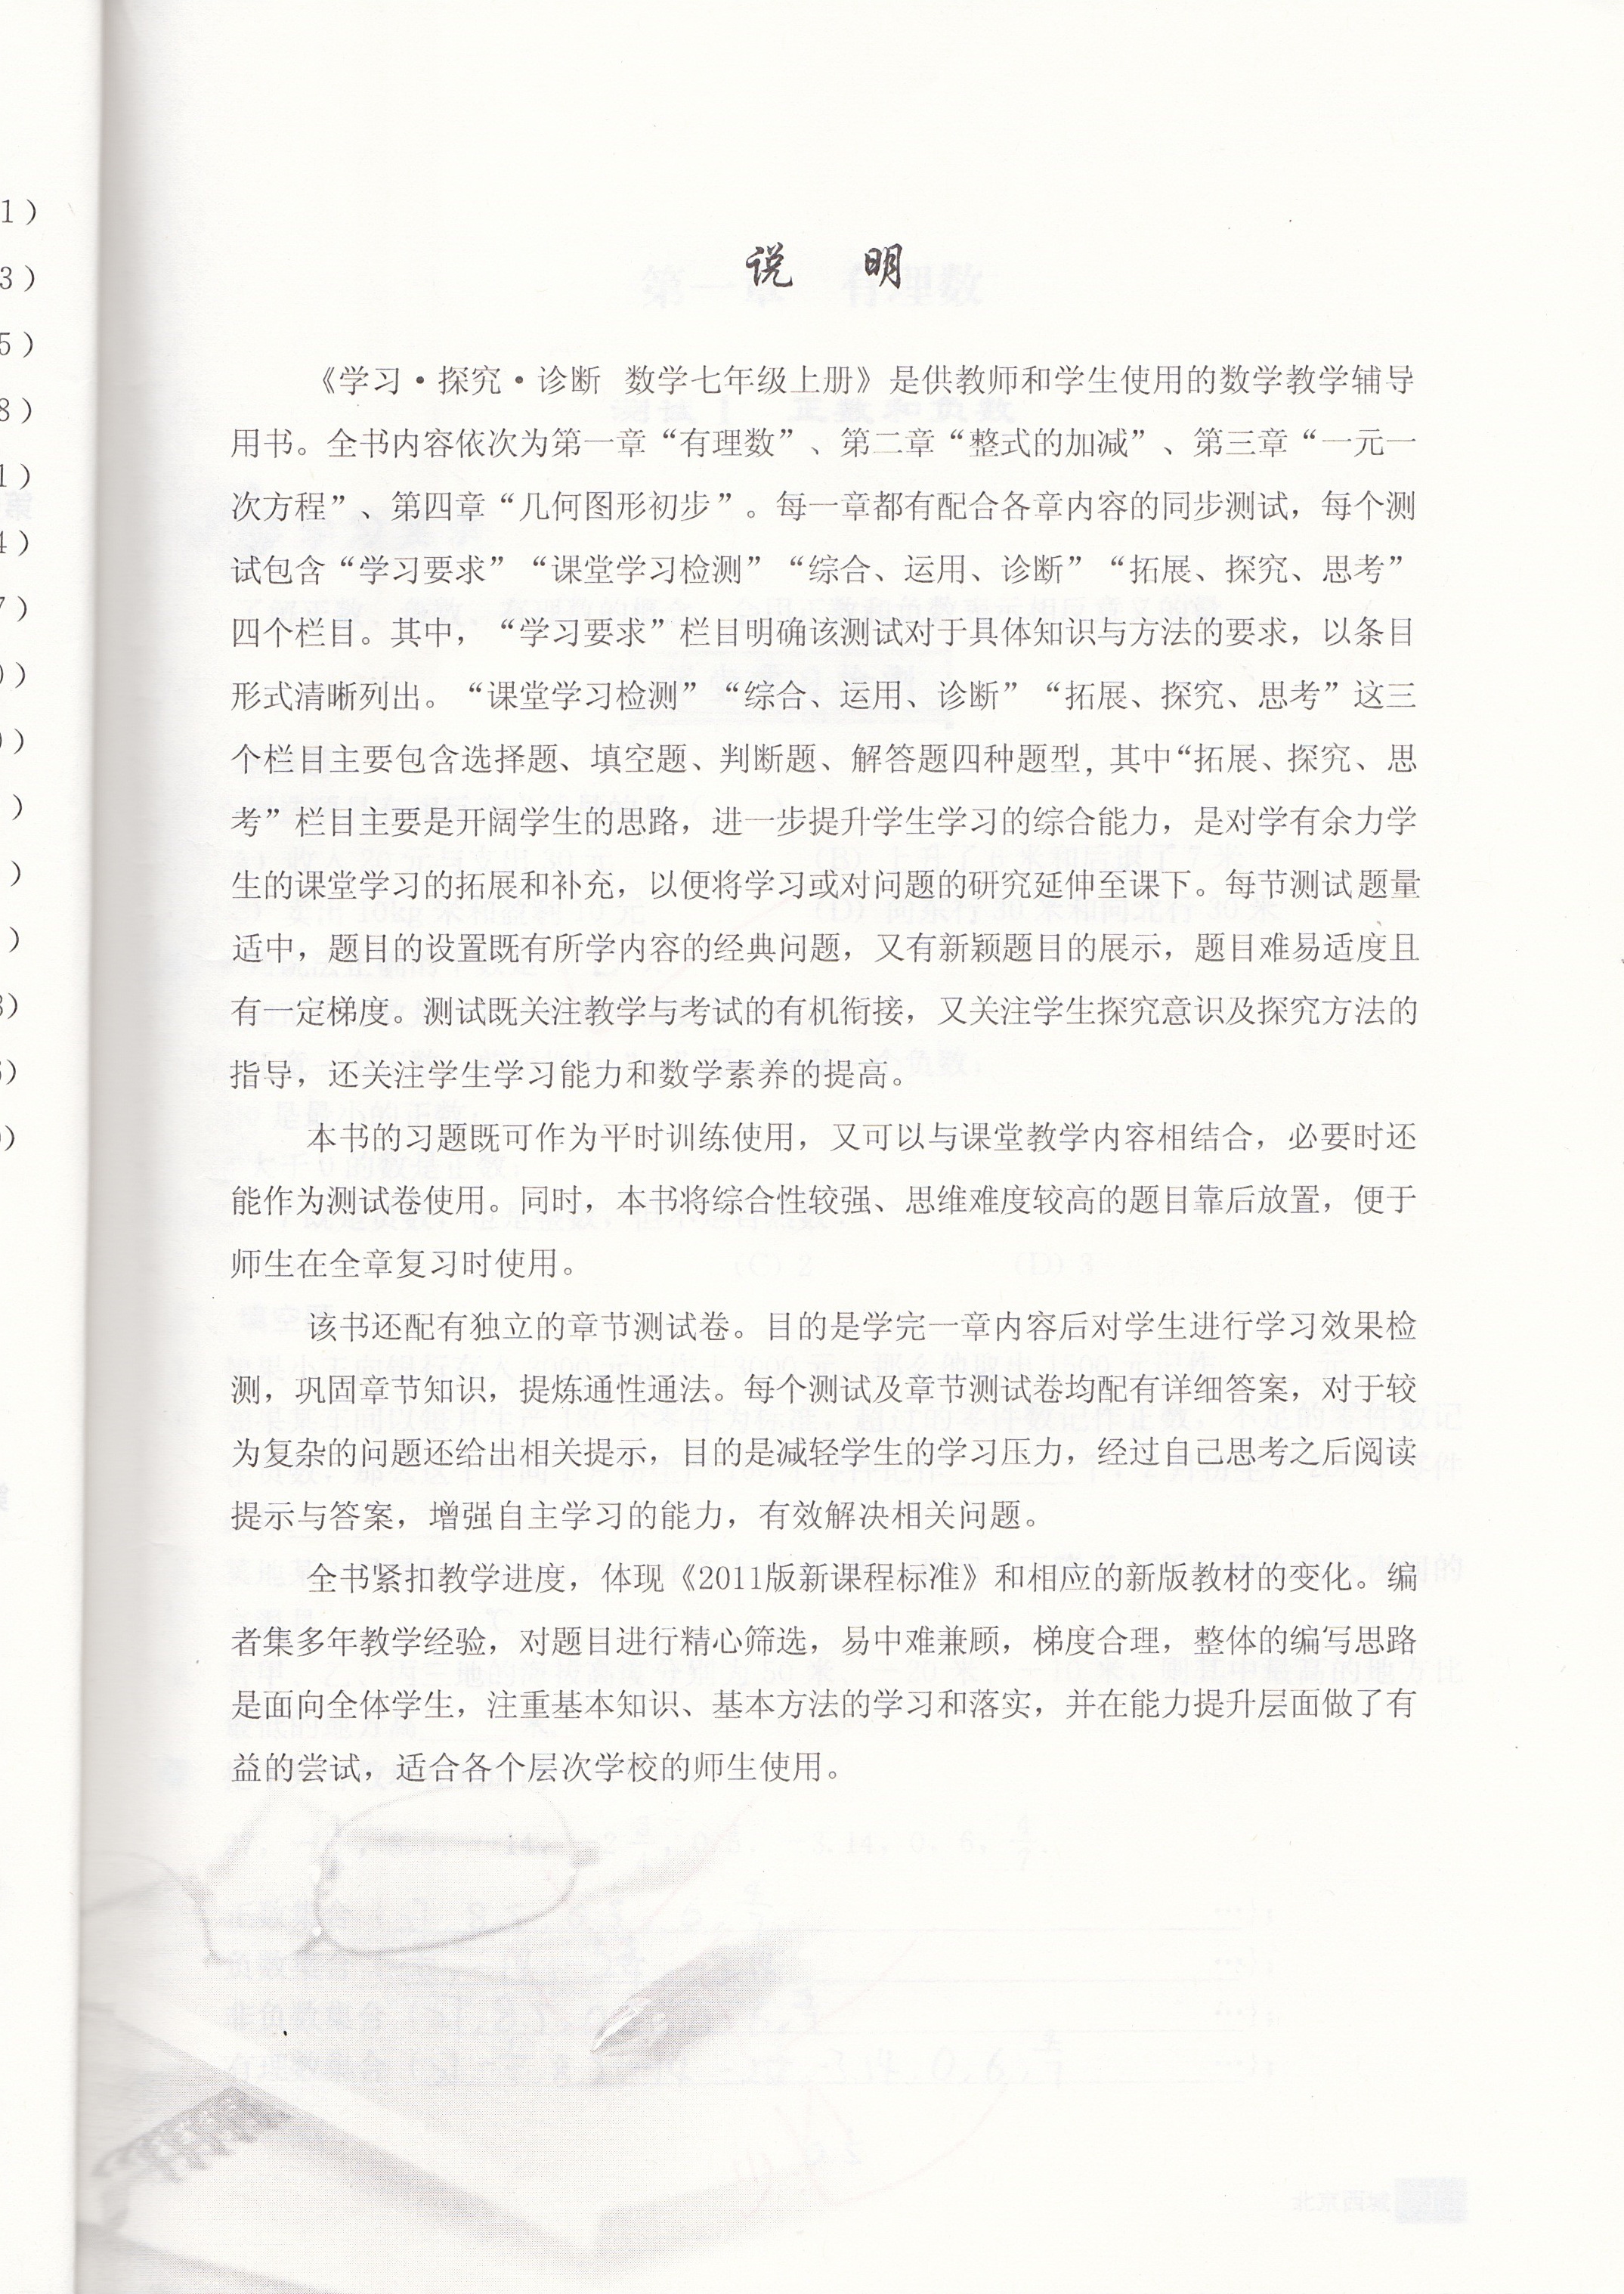 说 明
《学习·探究·诊断 数学七年级上册》是供教师和学生使用的数学教学辅导
用书。全书内容依次为第一章“有理数”、第二章“整式的加减”、第三章“一元一
次方程”、第四章“几何图形初步”。每一章都有配合各章内容的同步测试，每个测
试包含“学习要求”“课堂学习检测”“综合、运用、诊断”“拓展、探究、思考”
四个栏目。其中，“学习要求”栏目明确该测试对于具体知识与方法的要求，以条目
形式清晰列出。“课堂学习检测”“综合、运用、诊断”“拓展、探究、思考”这三
个栏目主要包含选择题、填空题、判断题、解答题四种题型，其中“拓展、探究、思
考”栏目主要是开阔学生的思路，进一步提升学生学习的综合能力，是对学有余力学
生的课堂学习的拓展和补充，以便将学习或对问题的研究延伸至课下。每节测试题量
适中，题目的设置既有所学内容的经典问题，又有新颖题目的展示，题目难易适度且
有一定梯度。测试既关注教学与考试的有机衔接，又关注学生探究意识及探究方法的
指导，还关注学生学习能力和数学素养的提高。
本书的习题既可作为平时训练使用，又可以与课堂教学内容相结合，必要时还
能作为测试卷使用。同时，本书将综合性较强、思维难度较高的题目靠后放置，便于
师生在全章复习时使用。
该书还配有独立的章节测试卷。目的是学完一章内容后对学生进行学习效果检
测，巩固章节知识，提炼通性通法。每个测试及章节测试卷均配有详细答案，对于较
为复杂的问题还给出相关提示，目的是减轻学生的学习压力，经过自己思考之后阅读
提示与答案，增强自主学习的能力，有效解决相关问题。
全书紧扣教学进度，体现《2011版新课程标准》和相应的新版教材的变化。编
者集多年教学经验，对题目进行精心筛选，易中难兼顾，梯度合理，整体的编写思路
是面向全体学生，注重基本知识、基本方法的学习和落实，并在能力提升层面做了有
益的尝试，适合各个层次学校的师生使用。